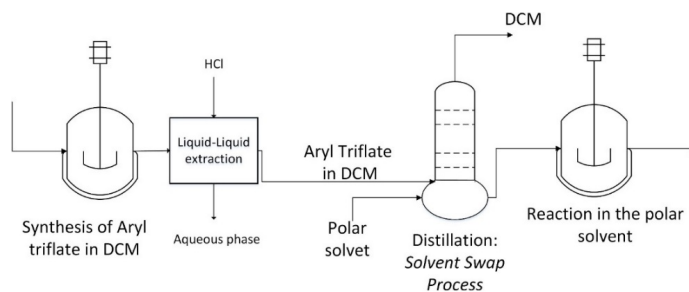 DCM
HCl
Liquid-Liquid
extraction
Aryl Triflate
in DCM
Synthesis of Aryl
triflate in DCM
Aqueous phase
Polar
solvet
Distillation:
Solvent Swap
Process
Reaction in the polar
solvent